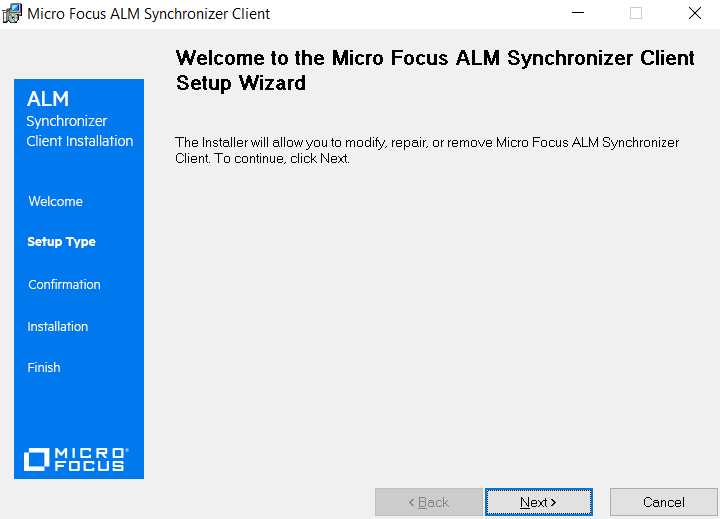 Micro Focus ALM Synchronizer Client
Welcome to the Micro Focus ALM Synchronizer Client
Setup Wizard
ALM
Synchronizer
Client Installation
The Installer will allow you to modify, repair, or remove Micro Focus ALM Synchronizer
Client. To continue, click Next.
Welcome
Setup Type
Confirmation
Installation
Finish
MICRO
FOCUS
< Back
Next >
Cancel